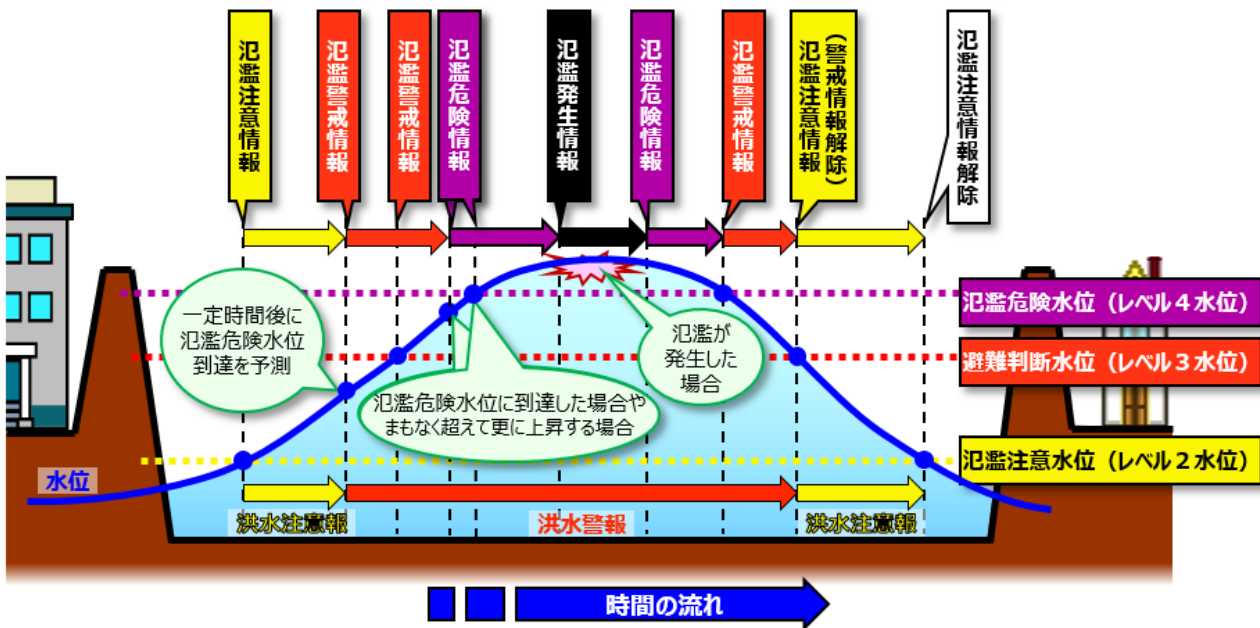 氾濫注意情報
氾濫警戒情報
氾濫警戒情報
氾濫危険情報
氾濫発生情報
氾濫危険情報
氾濫警戒情報
(警戒情報解除)
氾濫注意情報
氾濫注意情報解除
一定時間後に
氾濫危険水位
到達を予測
氾濫が
発生した
場合
氾濫危険水位に到達した場合や
まもなく超えて更に上昇する場合
氾濫危険水位(レベル4水位)
避難判断水位(レベル3水位)
氾濫注意水位(レベル2水位)
水位
洪水注意報
洪水警報
洪水注意報
時間の流れ